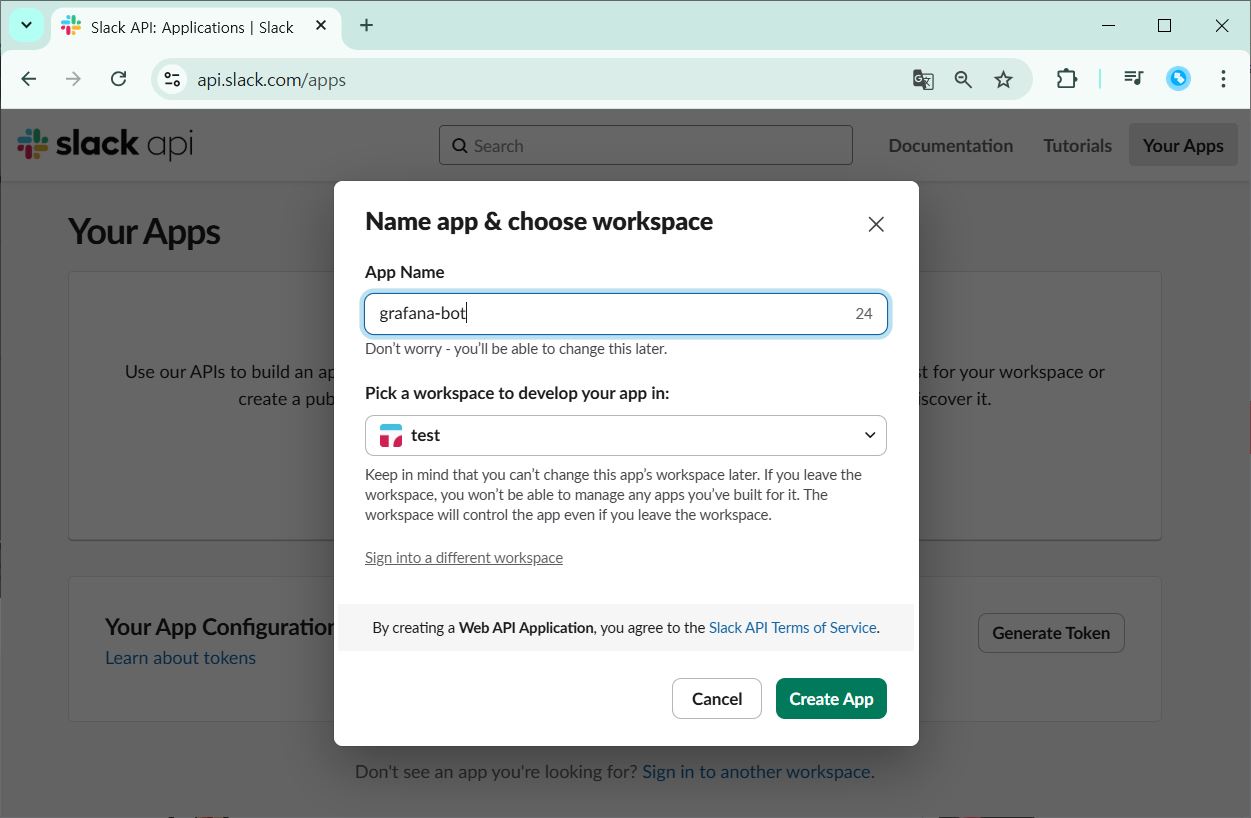 Slack API: Applications | Slack
api.slack.com/apps
slack api
Search
Documentation
Tutorials
Your Apps
Your Apps
Use our APIs to build an ap
t for your workspace or
create a pub
iscover it.
Name app & choose workspace
App Name
grafana-bot
24
Don't worry - you'll be able to change this later.
Pick a workspace to develop your app in:
test
Keep in mind that you can't change this app's workspace later. If you leave the
workspace, you won't be able to manage any apps you've built for it. The
workspace will control the app even if you leave the workspace.
Sign into a different workspace
By creating a Web API Application, you agree to the Slack API Terms of Service.
Cancel
Create App
Your App Configuration
Learn about tokens
Generate Token
Don't see an app you're looking for? Sign in to another workspace.